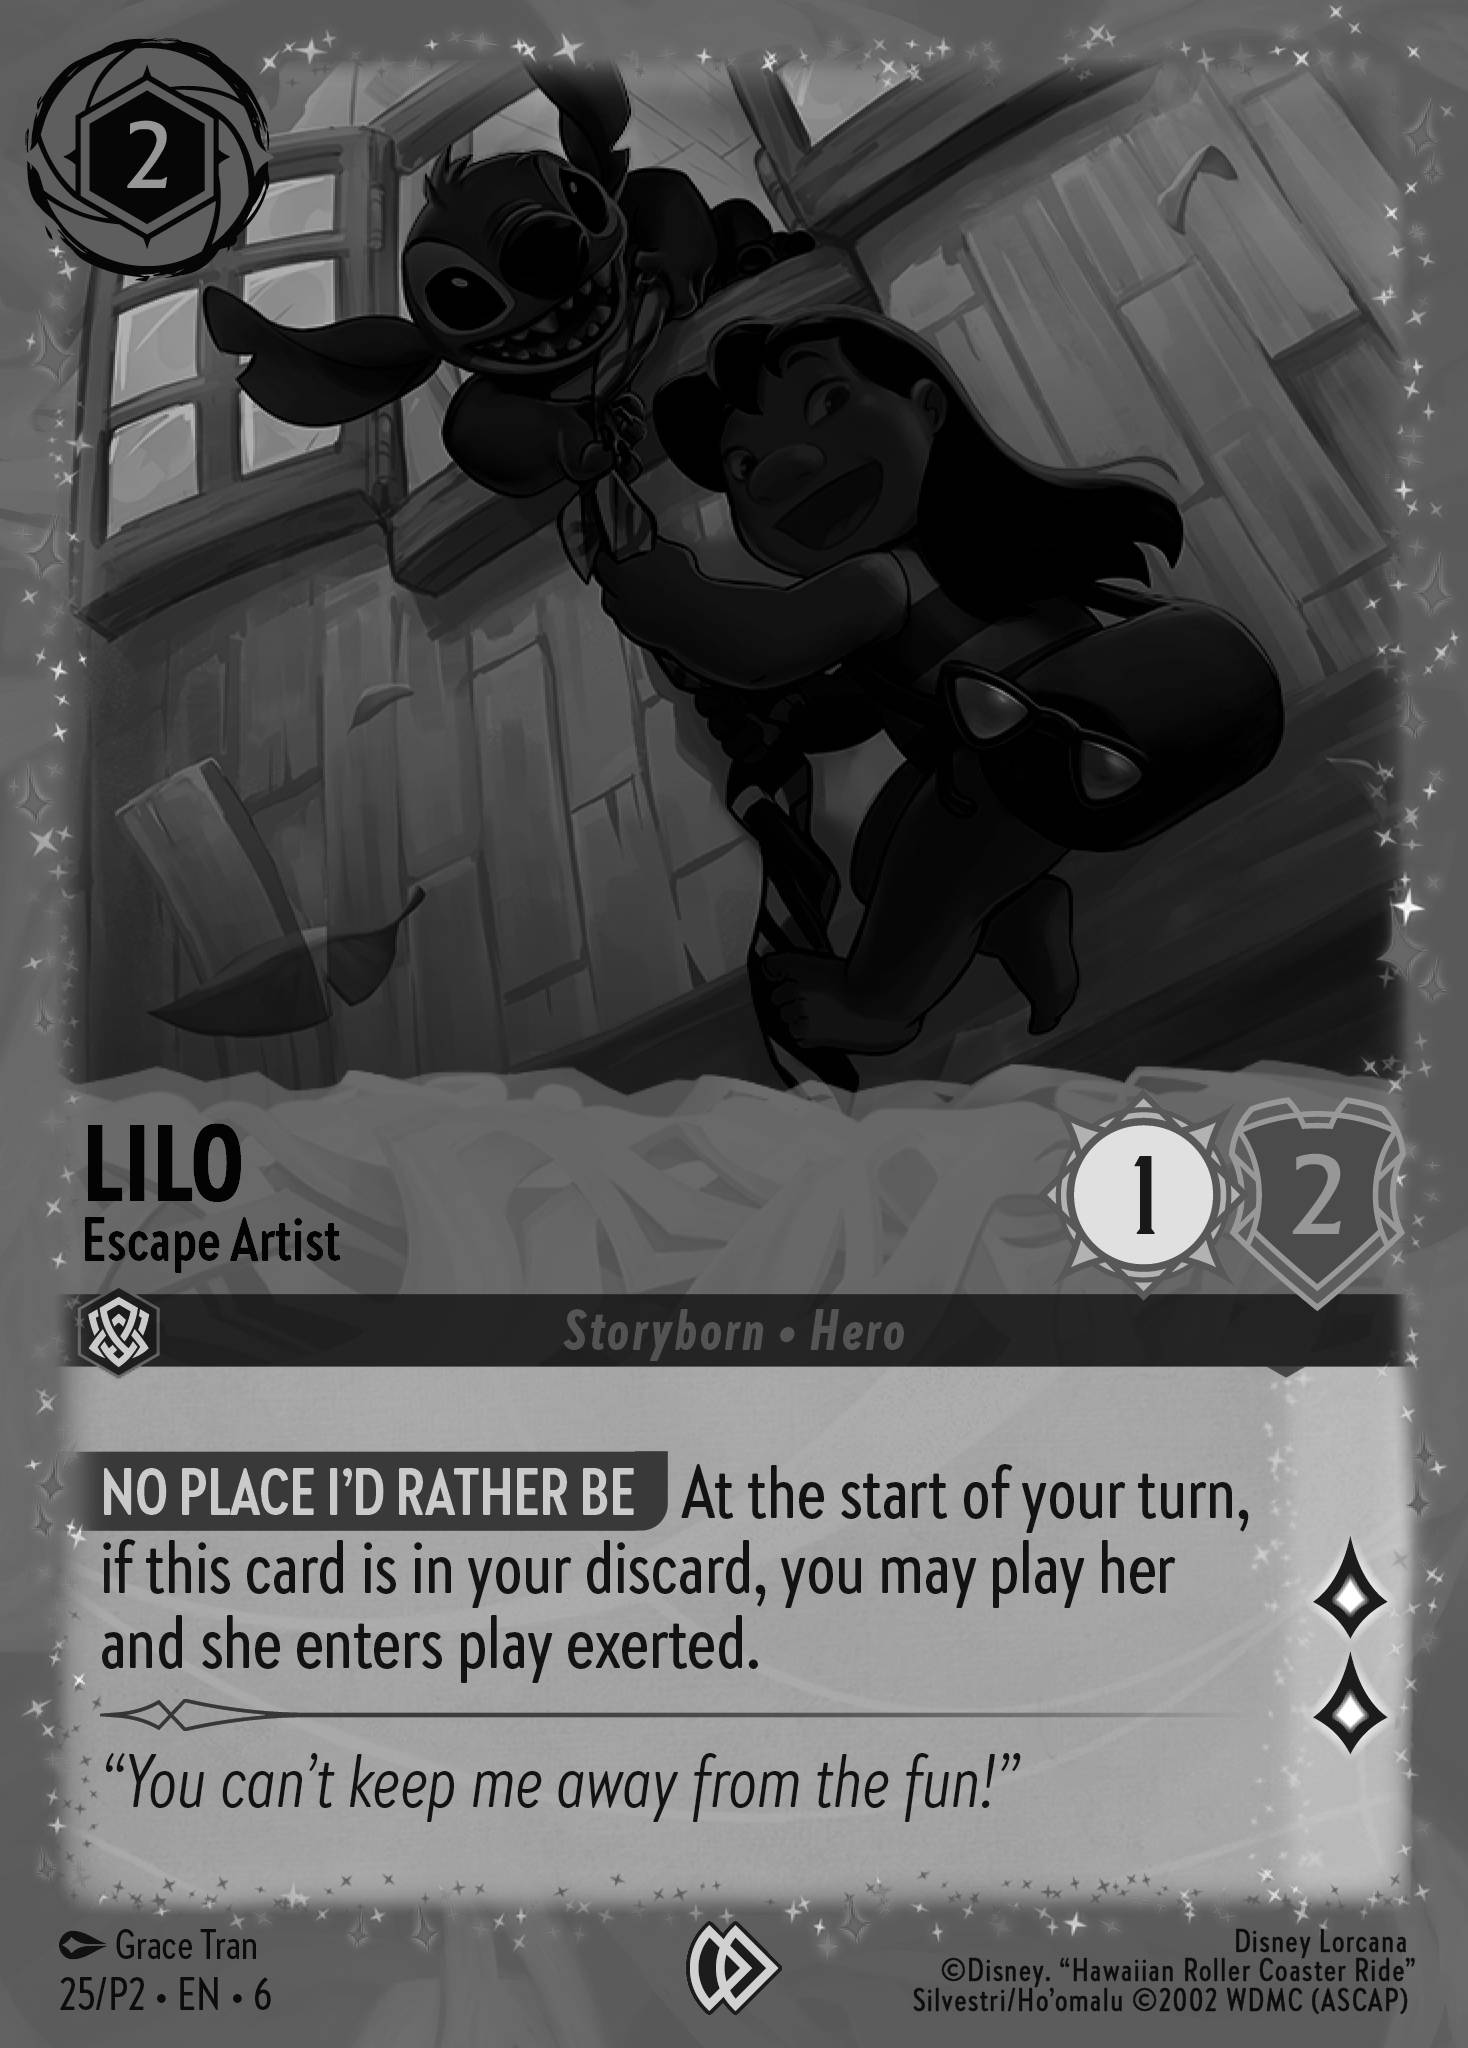 2
LILO
Escape Artist
1 2
Storyborn • Hero
NO PLACE I’D RATHER BE At the start of your turn,
if this card is in your discard, you may play her
and she enters play exerted.
“You can’t keep me away from the fun!”
Grace Tran
25/P2 • EN • 6
Disney Lorcana
©Disney. “Hawaiian Roller Coaster Ride”
Silvestri/Ho’omalu ©2002 WDMC (ASCAP)